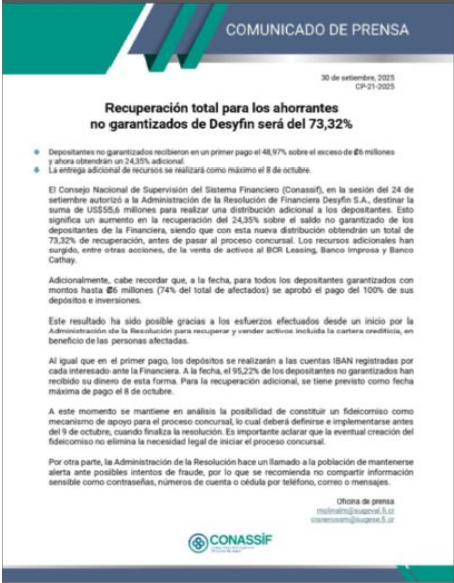 COMUNICADO DE PRENSA
30 de setiembre, 2025
CP-21-2025
Recuperación total para los ahorrantes
no garantizados de Desyfin será del 73,32%
Depositantes no garantizados recibieron en un primer pago el 48,97% sobre el exceso de ₡6 millones
y ahora obtendrán un 24,35% adicional.
La entrega adicional de recursos se realizará como máximo el 8 de octubre.
El Consejo Nacional de Supervisión del Sistema Financiero (Conassif), en la sesión del 24 de
setiembre autorizó a la Administración de la Resolución de Financiera Desyfin S.A., destinar la
suma de US$55,6 millones para realizar una distribución adicional a los depositantes. Esto
significa un aumento en la recuperación del 24,35% sobre el saldo no garantizado de los
depositantes de la Financiera, siendo que con esta nueva distribución obtendrán un total de
73,32% de recuperación, antes de pasar al proceso concursal. Los recursos adicionales han
surgido, entre otras acciones, de la venta de activos al BCR Leasing, Banco Improsa y Banco
Cathay.
Adicionalmente, cabe recordar que, a la fecha, para todos los depositantes garantizados con
montos hasta ₡6 millones (74% del total de afectados) se aprobó el pago del 100% de sus
depósitos e inversiones.
Este resultado ha sido posible gracias a los esfuerzos efectuados desde un inicio por la
Administración de la Resolución para recuperar y vender activos incluida la cartera crediticia, en
beneficio de las personas afectadas.
Al igual que en el primer pago, los depósitos se realizarán a las cuentas IBAN registradas por
cada interesado ante la Financiera. A la fecha, el 95,22% de los depositantes no garantizados han
recibido su dinero de esta forma. Para la recuperación adicional, se tiene previsto como fecha
máxima de pago el 8 de octubre.
A este momento se mantiene en análisis la posibilidad de constituir un fideicomiso como
mecanismo de apoyo para el proceso concursal, lo cual deberá definirse e implementarse antes
del 9 de octubre, cuando finaliza la resolución. Es importante aclarar que la eventual creación del
fideicomiso no elimina la necesidad legal de iniciar el proceso concursal.
Por otra parte, la Administración de la Resolución hace un llamado a la población de mantenerse
alerta ante posibles intentos de fraude, por lo que se recomienda no compartir información
sensible como contraseñas, números de cuenta o cédula por teléfono, correo o mensajes.
Oficina de prensa
molinalm@sugeval.fi.cr
cisnerosam@sugese.fi.cr
CONASSIF